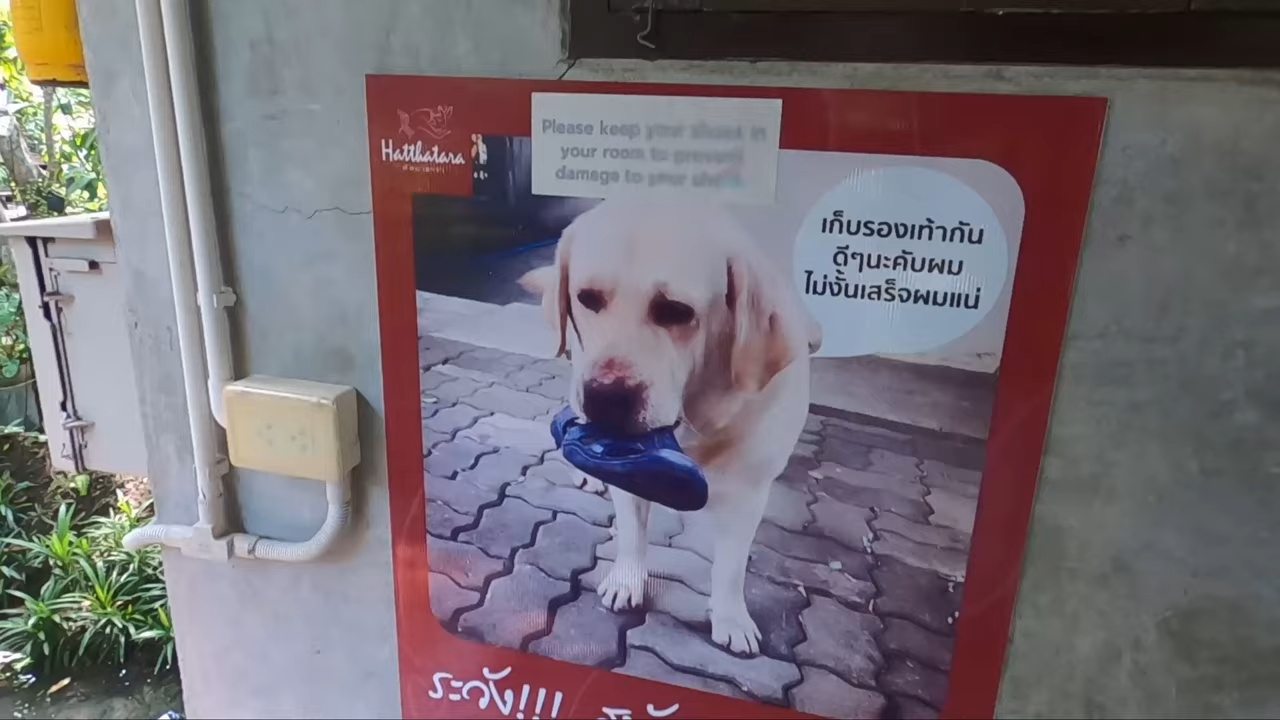 Hatthatara
Please keep your shoes in
your room to prevent
damage to your
เก็บรองเท้ากัน
ดีๆนะคับผม
ไม่งั้นเสร็จผมแน่
ระวัง!!!